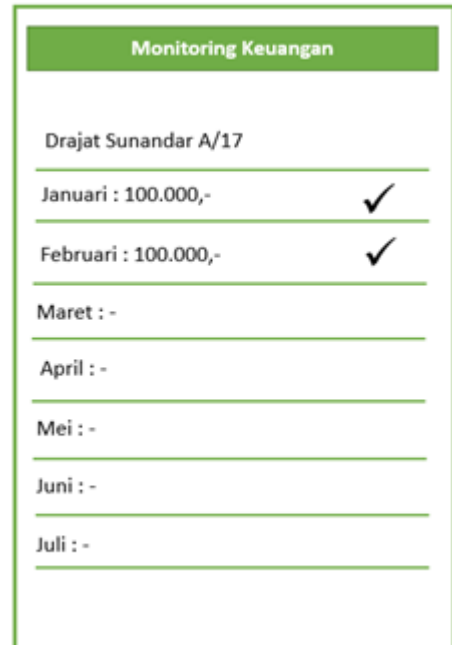 Monitoring Keuangan
Drajat Sunandar A/17
Januari : 100.000,- ✓
Februari : 100.000,- ✓
Maret : -
April : -
Mei : -
Juni : -
Juli : -